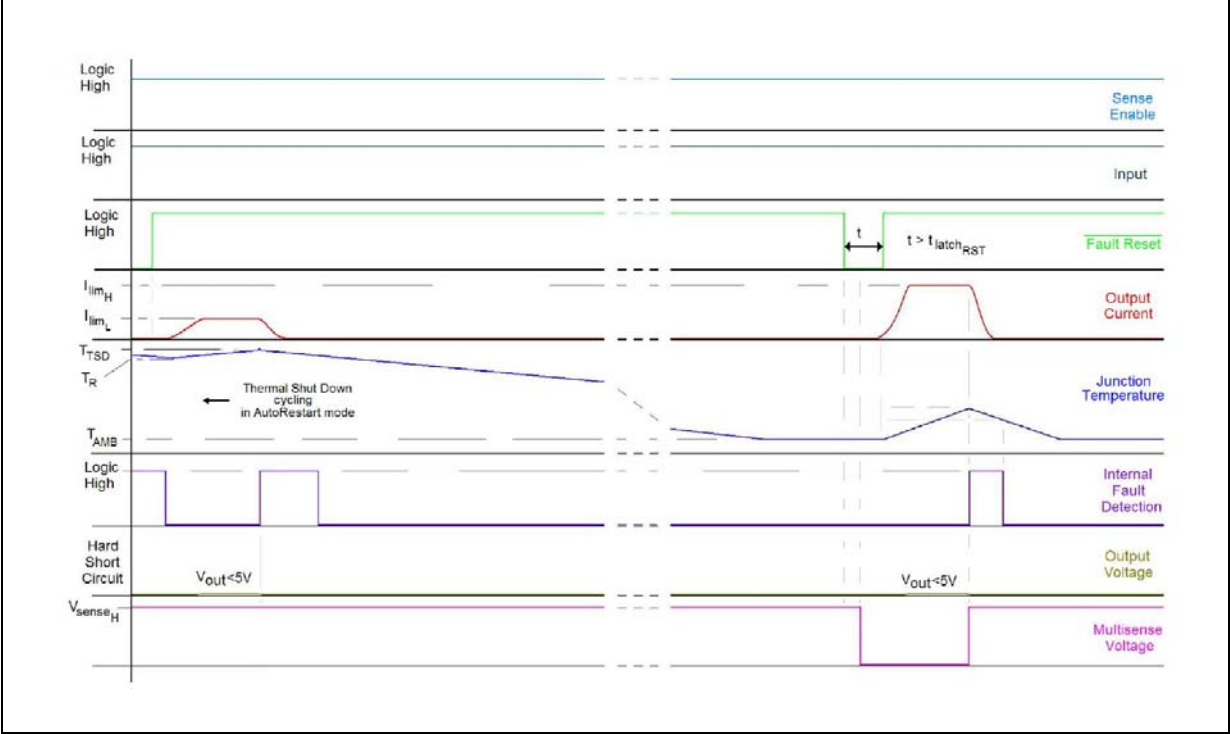 Logic
High
Sense
Enable
Logic
High
Input
Logic
High
t
t > tlatchRST
Fault Reset
IlimH
IlimL
Output
Current
TTSD
TR
Thermal Shut Down
cycling
in AutoRestart mode
Junction
Temperature
TAMB
Logic
High
Internal
Fault
Detection
Hard
Short
Circuit
Vout<5V
Vout<5V
Output
Voltage
VsenseH
Multisense
Voltage